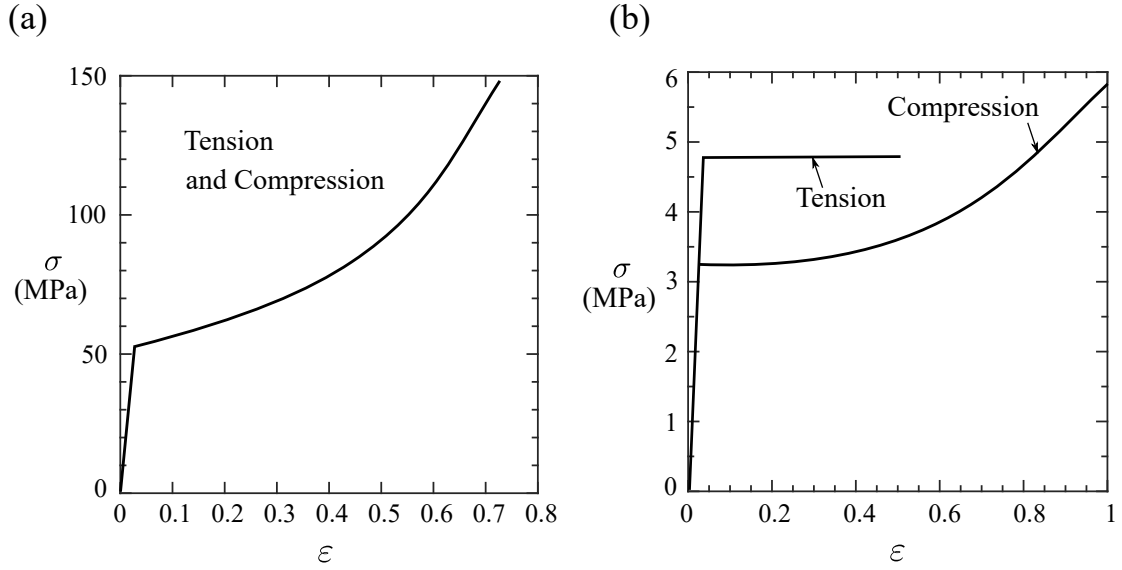 (a)
150
100
50
0
σ
(MPa)
Tension
and Compression
0 0.1 0.2 0.3 0.4 0.5 0.6 0.7 0.8
ε
(b)
6
5
4
3
2
1
0
σ
(MPa)
Compression
Tension
0 0.2 0.4 0.6 0.8 1
ε